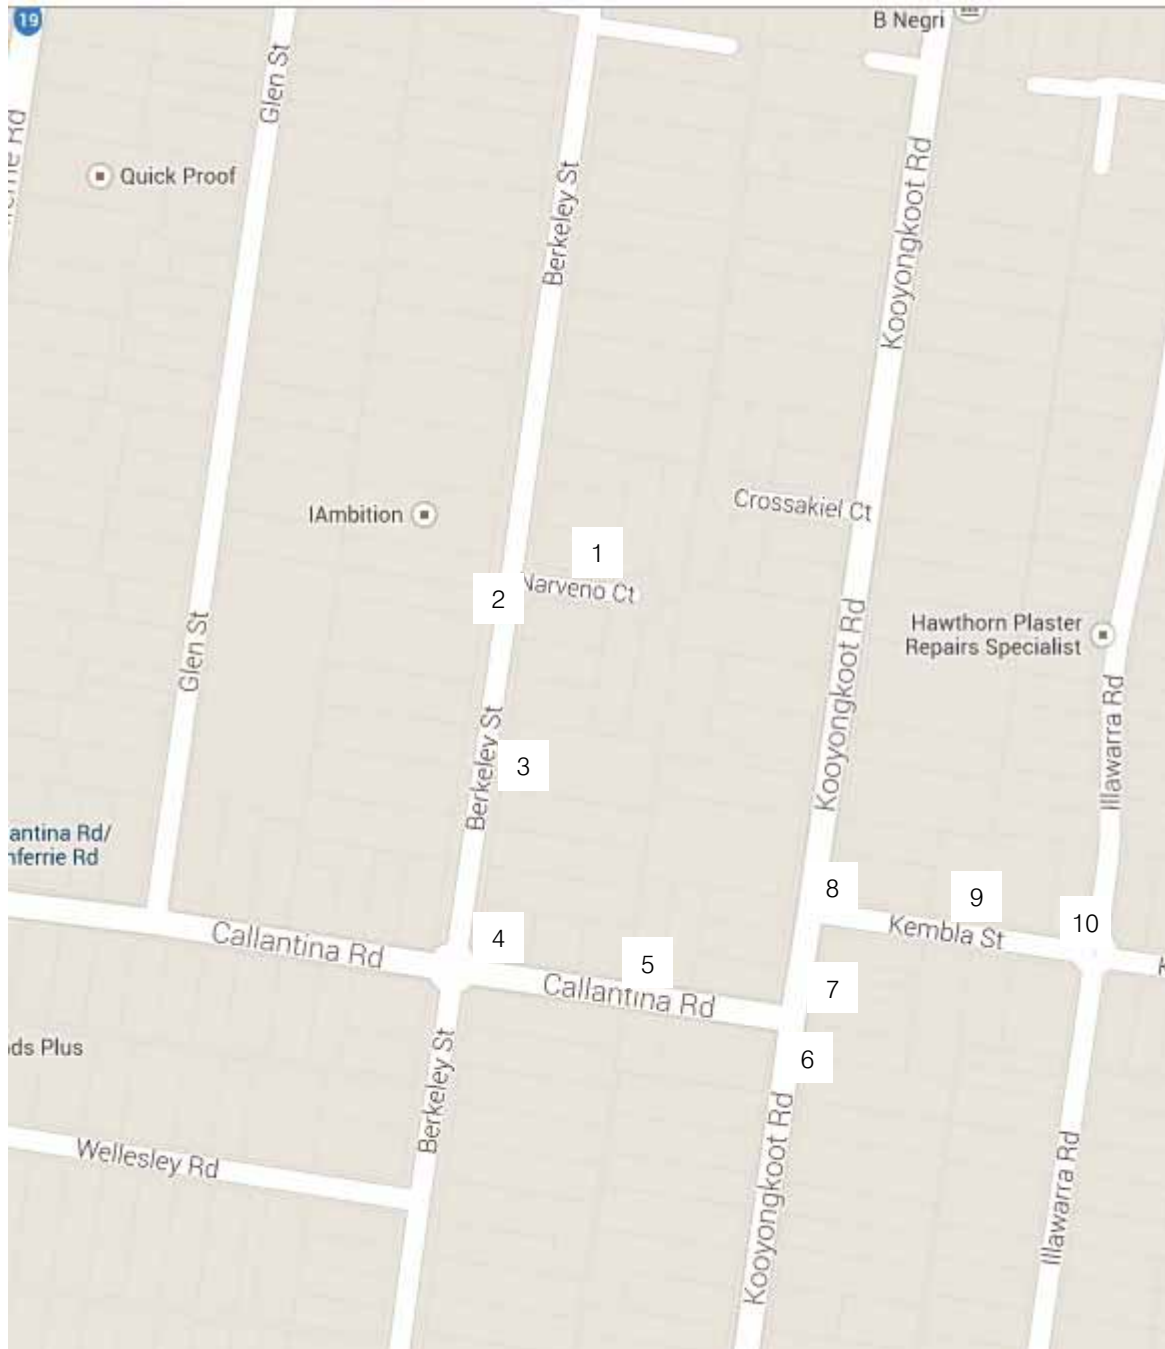 19
B Negri
Glen St
Quick Proof
Berkeley St
Kooyongkoot Rd
Crossakiel Ct
IAmbition
1
Narveno Ct
2
Hawthorn Plaster
Repairs Specialist
Glen St
Kooyongkoot Rd
Berkeley St
3
Illawarra Rd
antina Rd/
nferrie Rd
8
9
Kembla St
10
4
Callantina Rd
5
Callantina Rd
7
6
ds Plus
Berkeley St
Wellesley Rd
Kooyongkoot Rd
Illawarra Rd